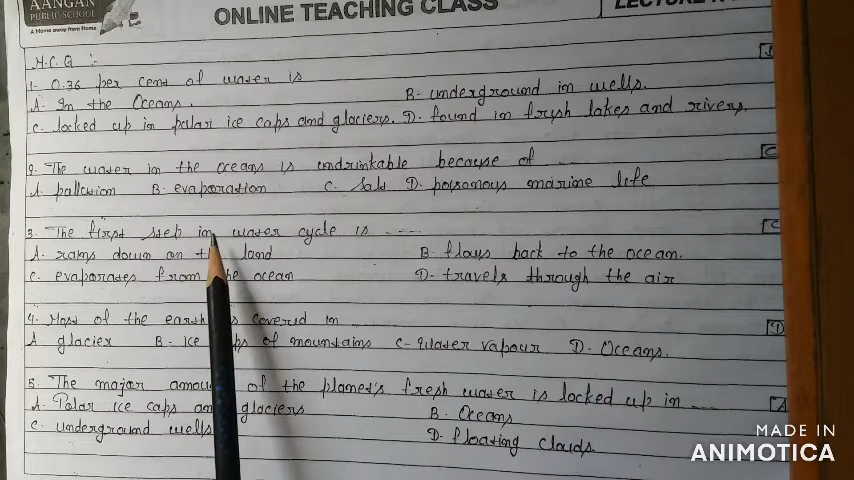 AANGAN
PUBLIC SCHOOL
A Home away from Home
ONLINE TEACHING CLASS
M.C.Q :-
1. 0.36 per cent of water is
A. In the Oceans. B. underground in wells.
C. locked up in polar ice caps and glaciers. D. found in fresh lakes and rivers.
2. The water in the oceans is undrinkable because of ---- [C
A. pollution B. evaporation C. Salt D. poisonous marine life
3. The first step in water cycle is ---- [C
A. rains down on the land B. flows back to the ocean.
C. evaporates from the ocean D. travels through the air
4. Most of the earth is covered in ---- [D]
A. glacier B. ice of mountains C. Water vapour D. Oceans.
5. The major amount of the planet's fresh water is locked up in ---- [A
A. Polar ice caps and glaciers B. Oceans
C. underground wells D. floating clouds.
MADE IN
ANIMOTICA